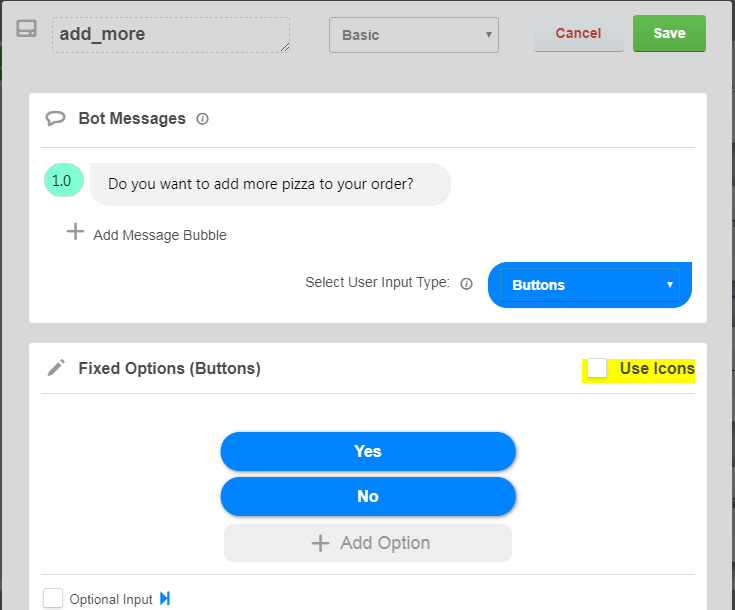 add_more
Basic
Cancel
Save
Bot Messages
1.0
Do you want to add more pizza to your order?
Add Message Bubble
Select User Input Type:
Buttons
Fixed Options (Buttons)
Use Icons
Yes
No
Add Option
Optional Input